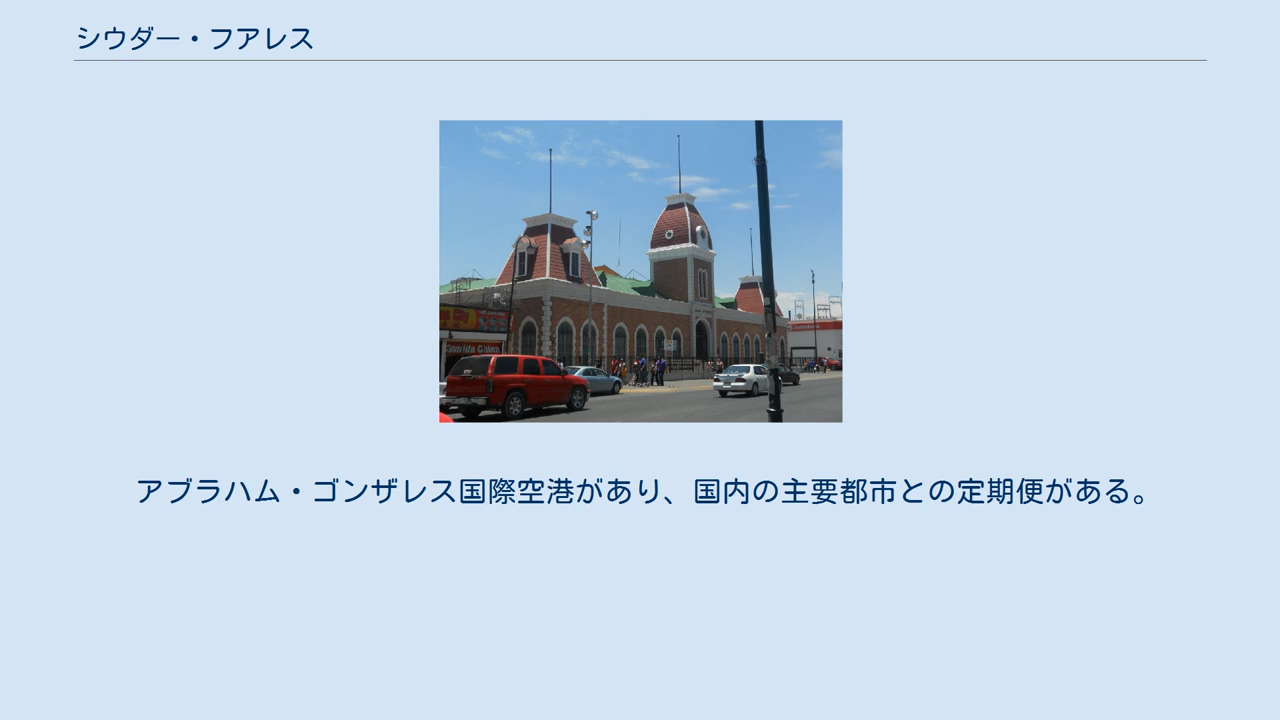 シウダー・フアレス
アブラハム・ゴンザレス国際空港があり、国内の主要都市との定期便がある。